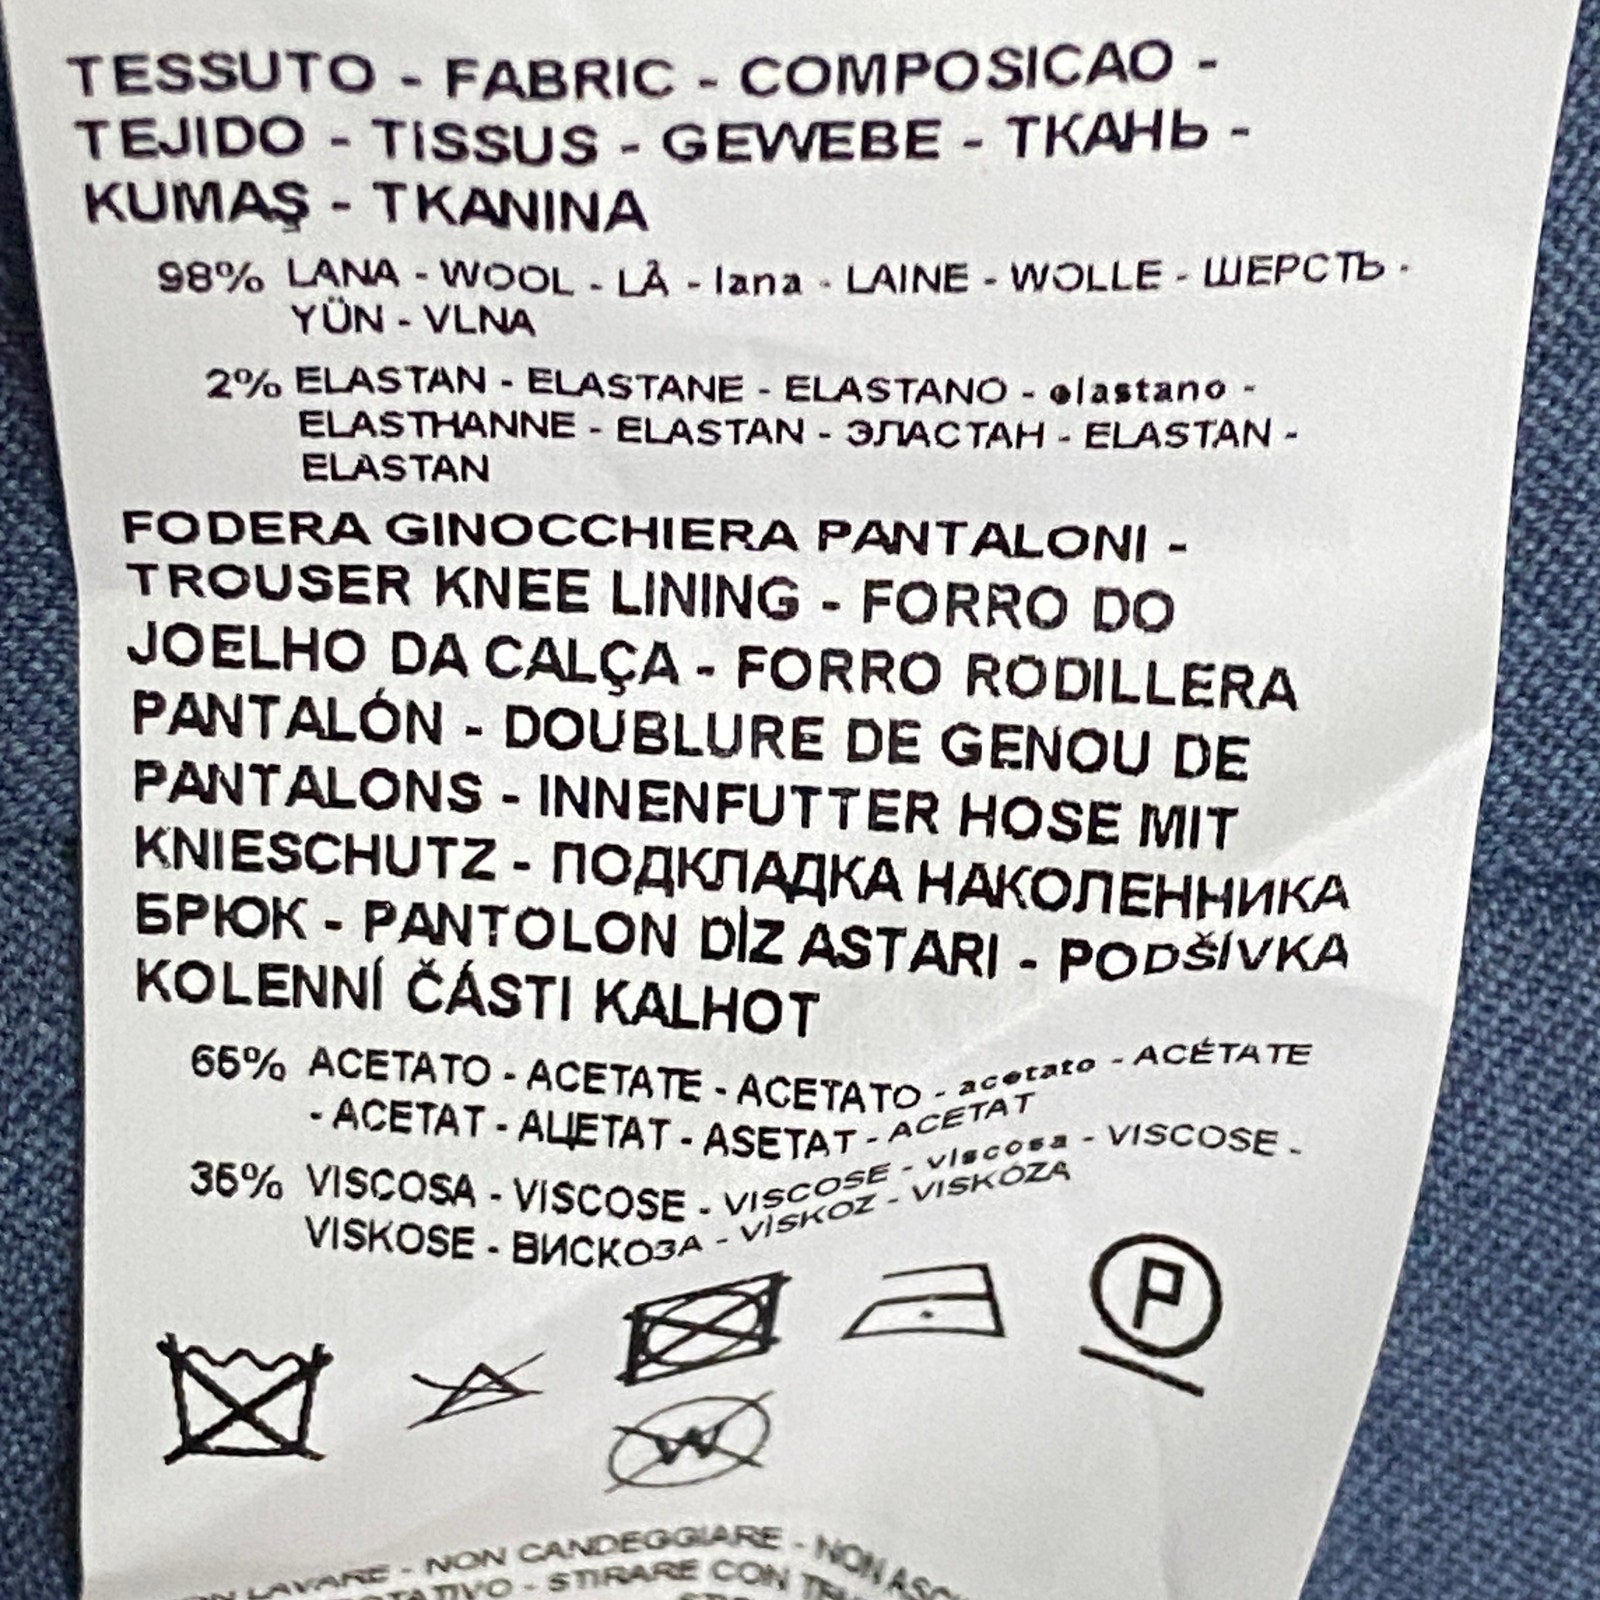 TESSUTO - FABRIC - COMPOSICAO -
TEJIDO - TISSUS - GEWEBE - ТКАНЬ -
KUMAŞ - TKANINA
98% LANA - WOOL - LÀ - lana - LAINE - WOLLE - ШЕРСТЬ -
YÜN - VLNA
2% ELASTAN - ELASTANE - ELASTANO - elastano -
ELASTHANNE - ELASTAN - ЭЛАСТАН - ELASTAN -
ELASTAN
FODERA GINOCCHIERA PANTALONI -
TROUSER KNEE LINING - FORRO DO
JOELHO DA CALÇA - FORRO RODILLERA
PANTALÓN - DOUBLURE DE GENOU DE
PANTALONS - INNENFUTTER HOSE MIT
KNIESCHUTZ - ПОДКЛАДКА НАКОЛЕННИКА
БРЮК - PANTOLON DİZ ASTARI - PODŠÍVKA
KOLENNÍ ČÁSTI KALHOT
65% ACETATO - ACETATE - ACETATO - acetato - ACÉTATE
- ACETAT - АЦЕТАТ - ASETAT - ACETAT
35% VISCOSA - VISCOSE - VISCOSE - viscosa - VISCOSE -
VISKOSE - ВИСКОЗА - VİSKOZ - VISKÓZA
P
W
LAVARE - NON CANDEGGIARE - NON
STIRARE CON